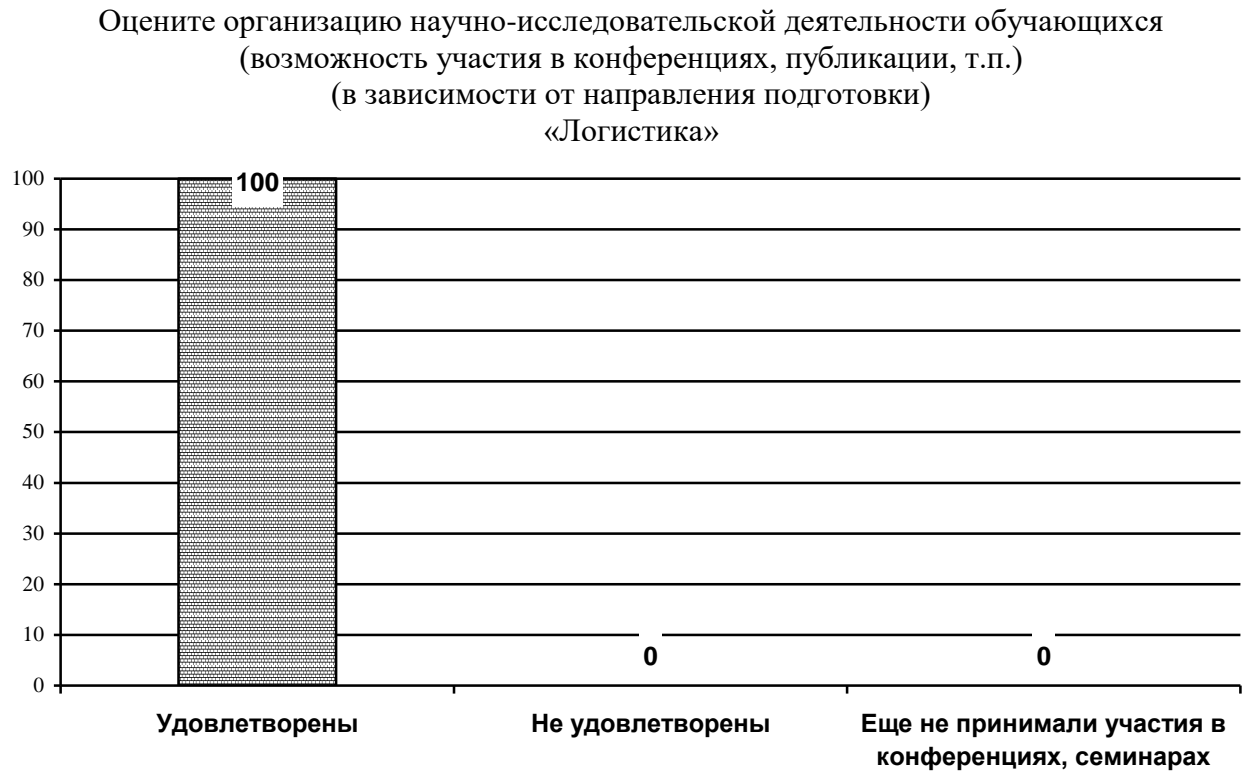 Оцените организацию научно-исследовательской деятельности обучающихся
(возможность участия в конференциях, публикации, т.п.)
(в зависимости от направления подготовки)
«Логистика»
100
90
80
70
60
50
40
30
20
10
0
100
0
0
Удовлетворены
Не удовлетворены
Еще не принимали участия в
конференциях, семинарах